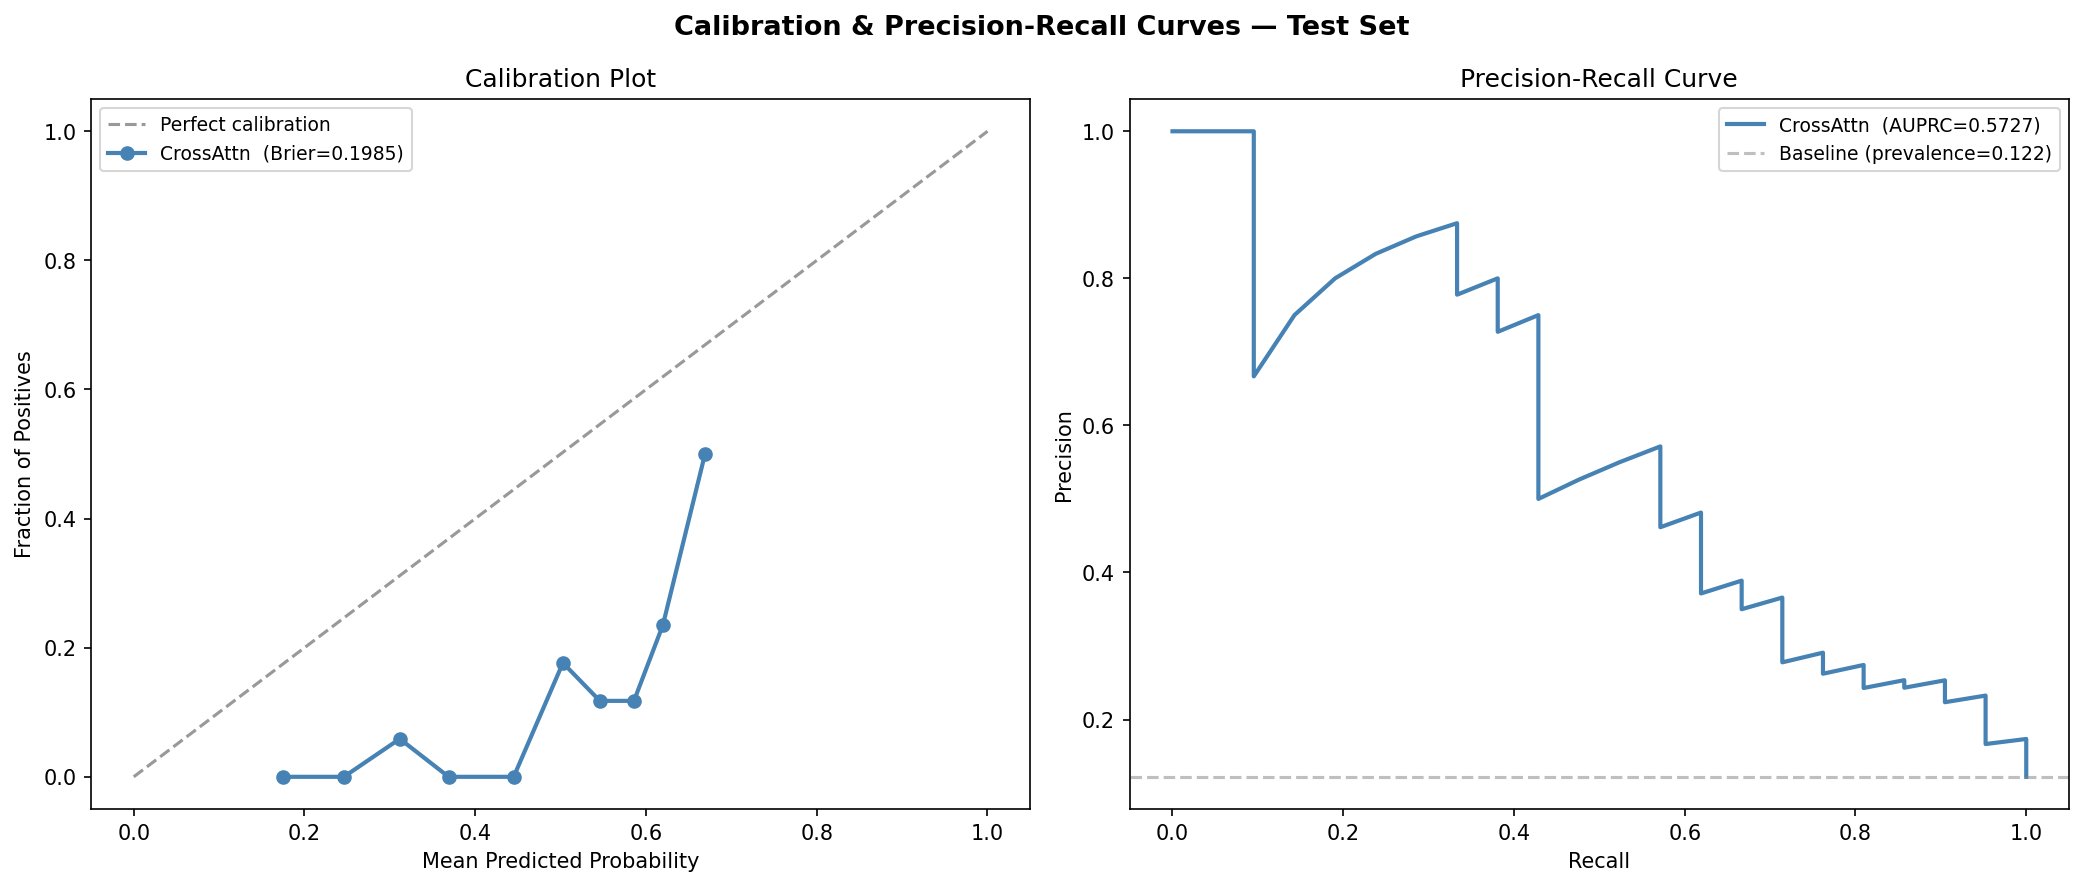 Calibration & Precision-Recall Curves — Test Set
Calibration Plot
Perfect calibration
CrossAttn (Brier=0.1985)
Fraction of Positives
1.0
0.8
0.6
0.4
0.2
0.0
0.0 0.2 0.4 0.6 0.8 1.0
Mean Predicted Probability
Precision-Recall Curve
CrossAttn (AUPRC=0.5727)
Baseline (prevalence=0.122)
Precision
1.0
0.8
0.6
0.4
0.2
0.0 0.2 0.4 0.6 0.8 1.0
Recall